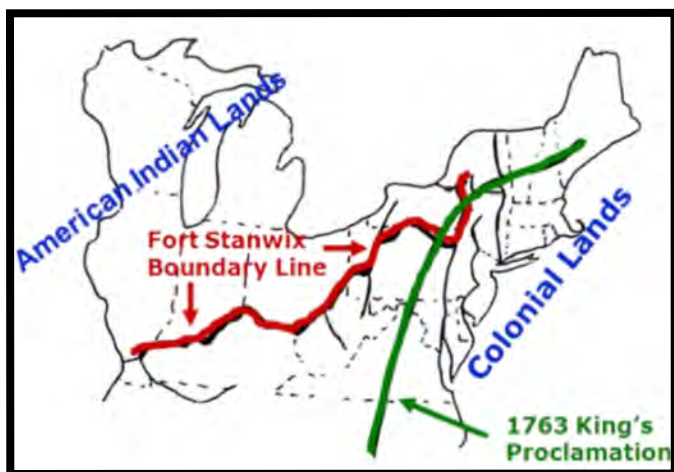 American Indian Lands
Fort Stanwix
Boundary Line
Colonial Lands
1763 King's
Proclamation